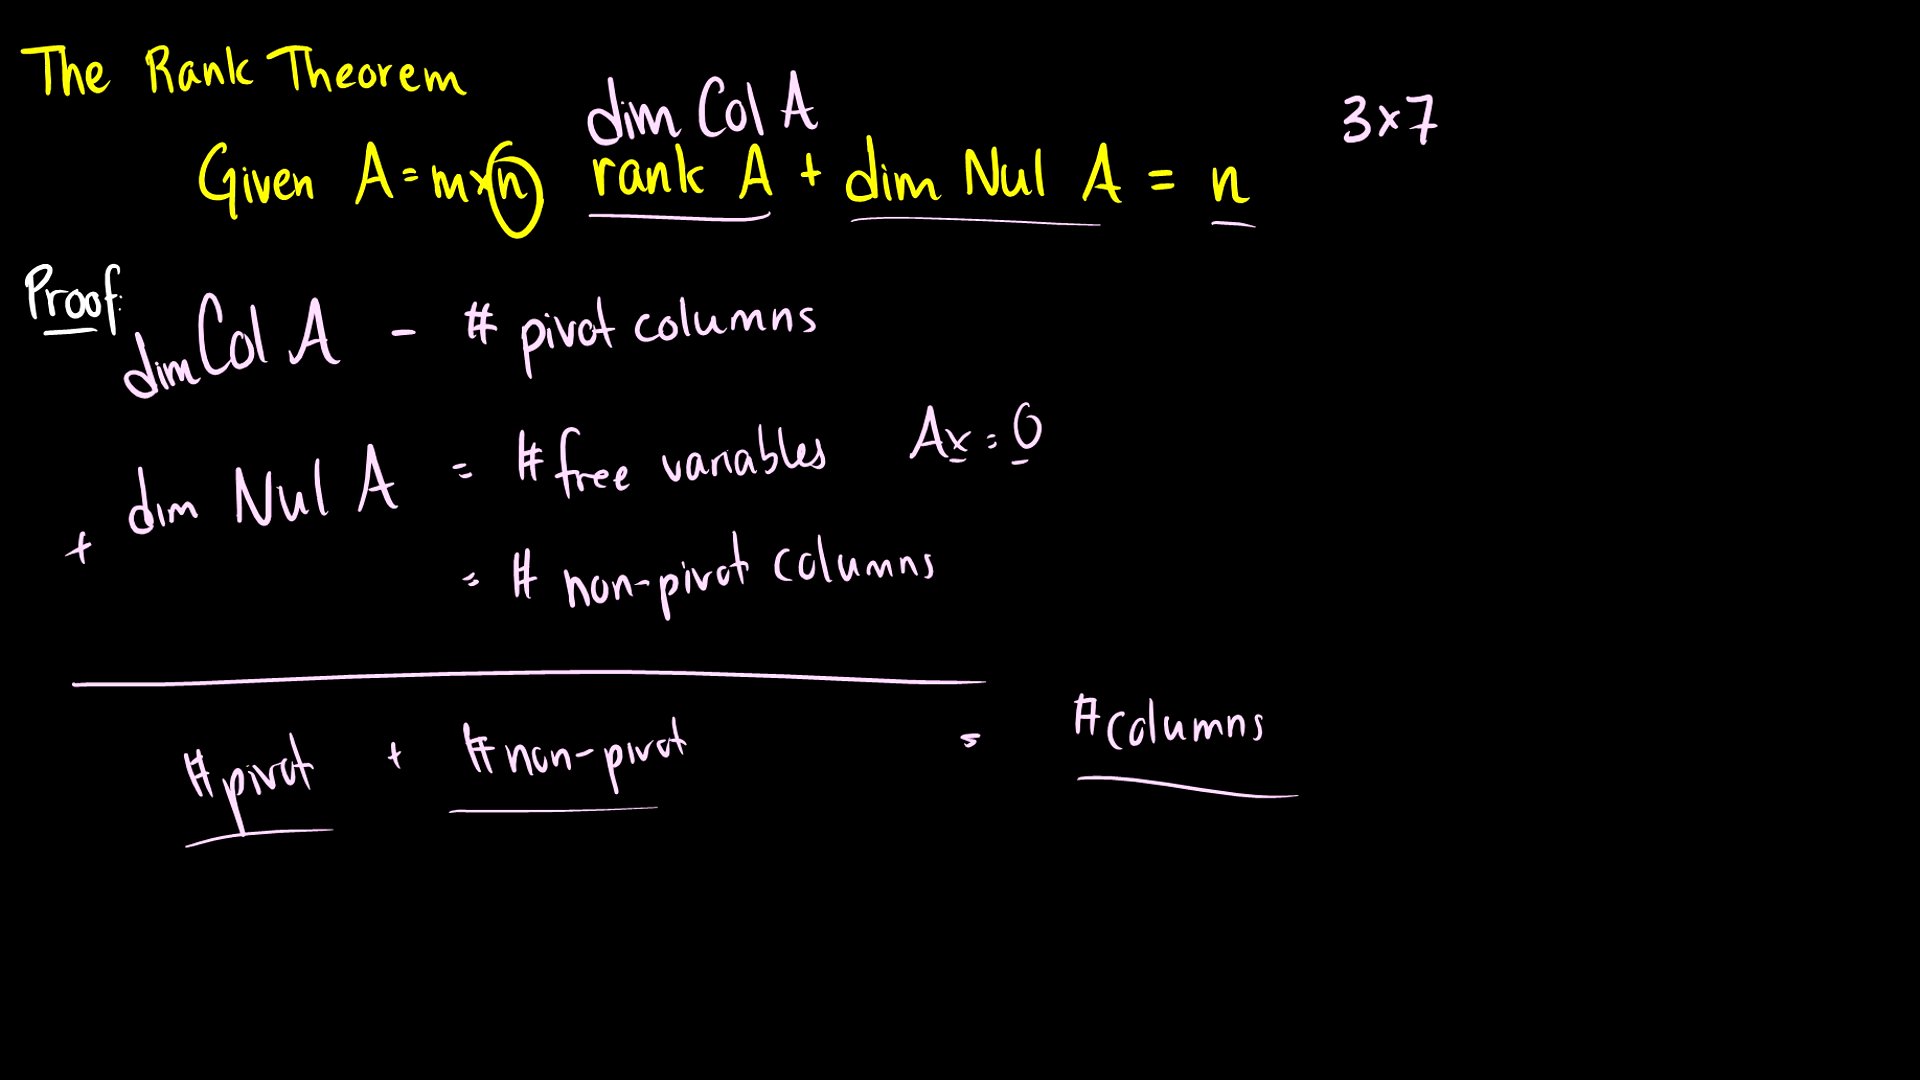 The Rank Theorem
dim Col A
3×7
Given A = m×n rank A + dim Nul A = n
Proof:
dim Col A - # pivot columns
+ dim Nul A = # free variables Ax = 0
= # non-pivot columns
# pivot + # non-pivot = # columns